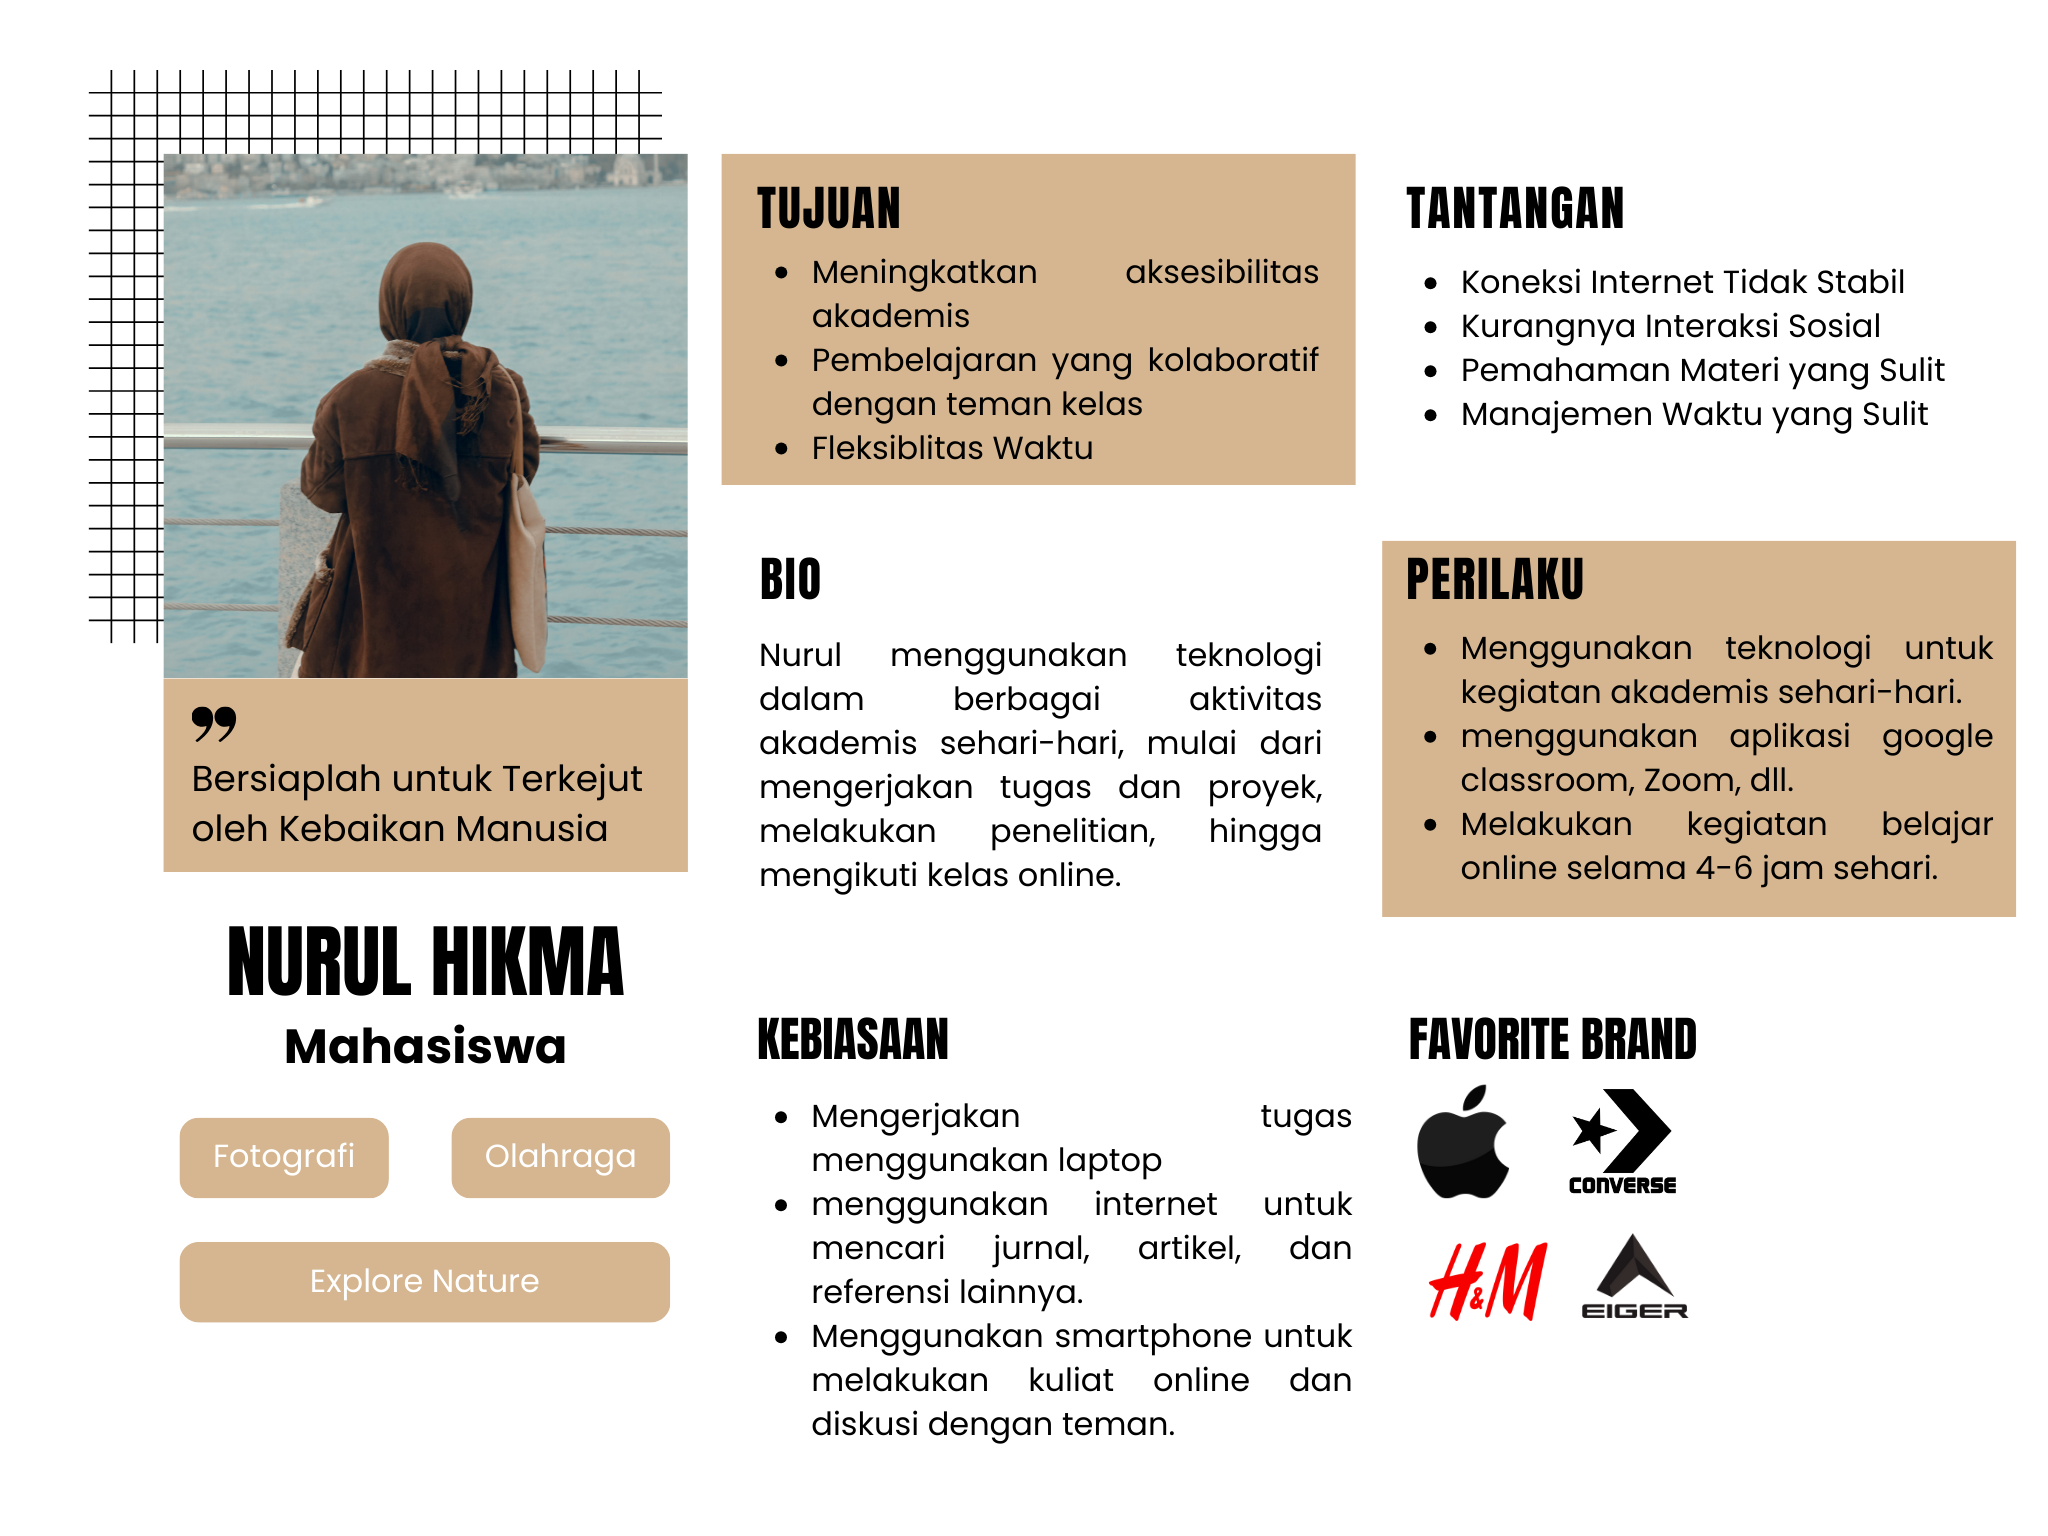 Bersiaplah untuk Terkejut
oleh Kebaikan Manusia
NURUL HIKMA
Mahasiswa
Fotografi
Olahraga
Explore Nature
TUJUAN
• Meningkatkan aksesibilitas
akademis
• Pembelajaran yang kolaboratif
dengan teman kelas
• Fleksiblitas Waktu
BIO
Nurul menggunakan teknologi
dalam berbagai aktivitas
akademis sehari-hari, mulai dari
mengerjakan tugas dan proyek,
melakukan penelitian, hingga
mengikuti kelas online.
KEBIASAAN
• Mengerjakan tugas
menggunakan laptop
• menggunakan internet untuk
mencari jurnal, artikel, dan
referensi lainnya.
• Menggunakan smartphone untuk
melakukan kuliat online dan
diskusi dengan teman.
TANTANGAN
• Koneksi Internet Tidak Stabil
• Kurangnya Interaksi Sosial
• Pemahaman Materi yang Sulit
• Manajemen Waktu yang Sulit
PERILAKU
• Menggunakan teknologi untuk
kegiatan akademis sehari-hari.
• menggunakan aplikasi google
classroom, Zoom, dll.
• Melakukan kegiatan belajar
online selama 4-6 jam sehari.
FAVORITE BRAND
CONVERSE
H&M
EIGER